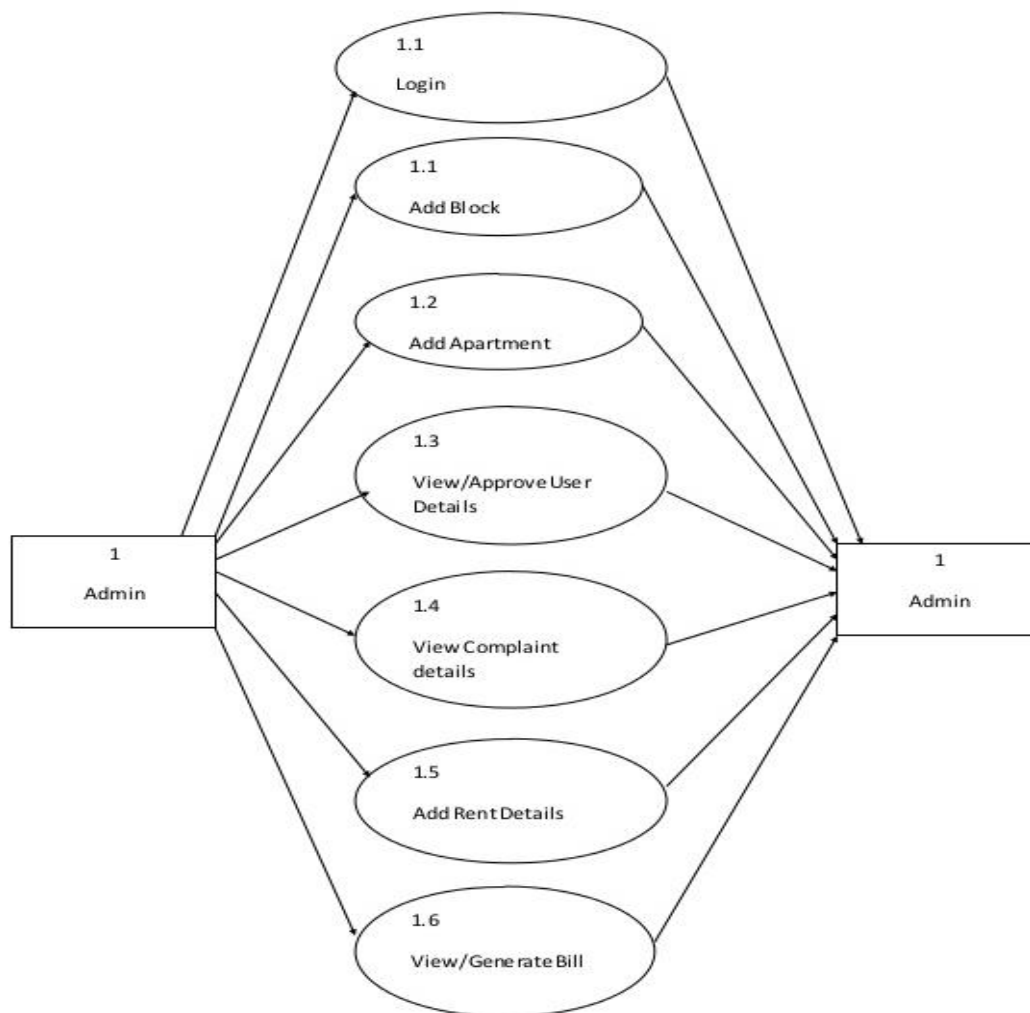 1.1
Login
1.1
Add Block
1.2
Add Apartment
1.3
View/Approve User
Details
1
Admin
1
Admin
1.4
View Complaint
details
1.5
Add Rent Details
1.6
View/Generate Bill